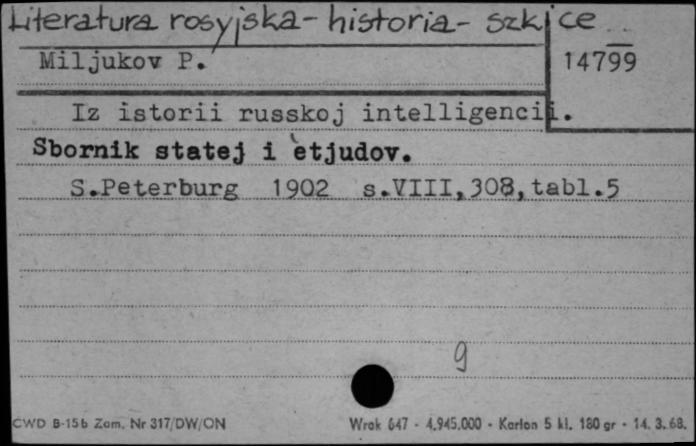 Literatura rosyjska - historia - szkice
Miljukov P.
14799
Iz istorii russkoj intelligencii.
Sbornik statej i etjudov.
S.Peterburg 1902 s.VIII,308,tabl.5
9
CWD B-15b Zam. Nr 317/DW/ON
Wrak 647 - 4.945.000 - Karton 5 kl. 180 gr - 14. 3. 68.